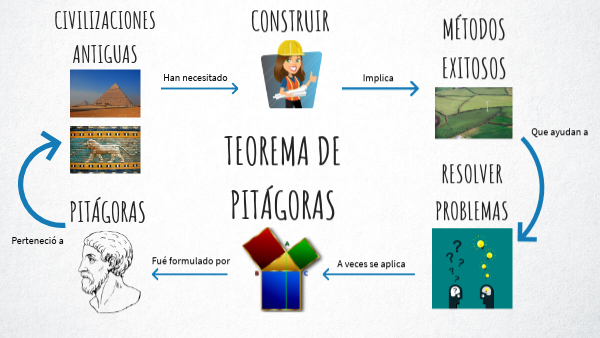 CIVILIZACIONES
ANTIGUAS
Han necesitado
CONSTRUIR
Implica
MÉTODOS
EXITOSOS
Que ayudan a
RESOLVER
PROBLEMAS
A veces se aplica
TEOREMA DE
PITÁGORAS
A
B
C
Fué formulado por
PITÁGORAS
Perteneció a